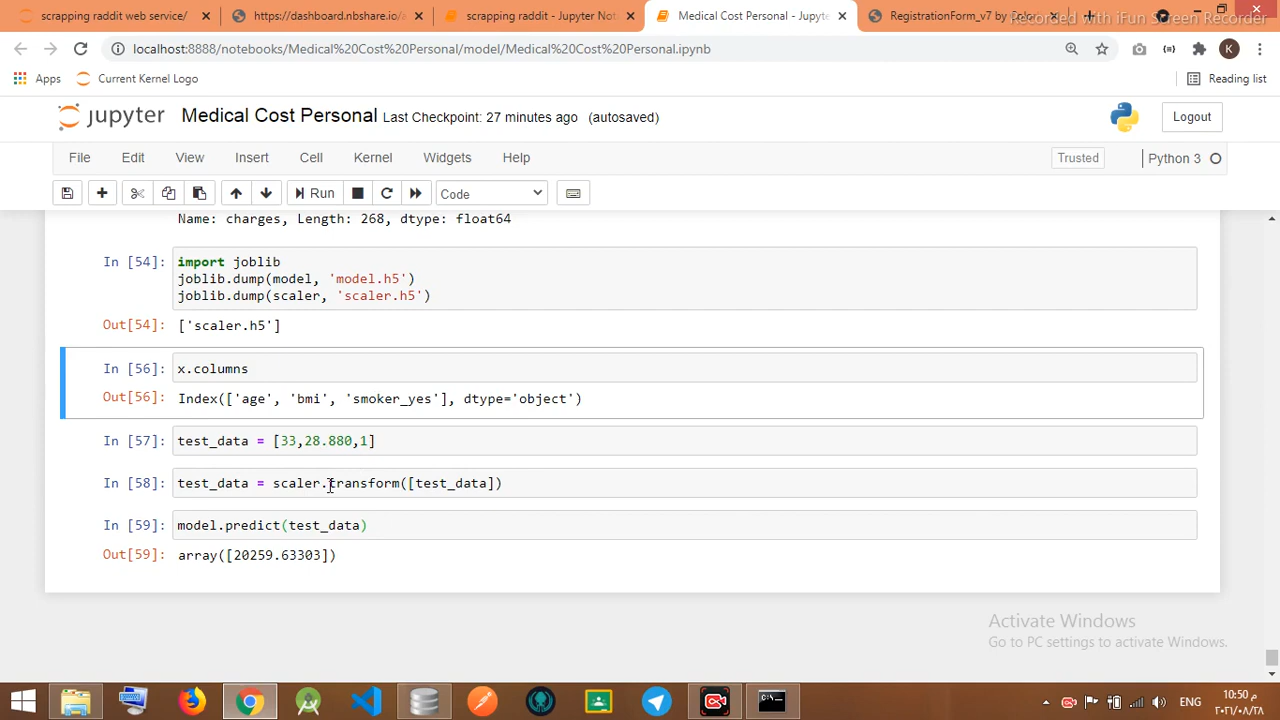 scrapping raddit web service/
https://dashboard.nbshare.io/
scrapping raddit - Jupyter Not
Medical Cost Personal - Jupyte
RegistrationForm_v7 by
Recorded with iFun Screen Recorder
localhost:8888/notebooks/Medical%20Cost%20Personal/model/Medical%20Cost%20Personal.ipynb
K
Apps
Current Kernel Logo
Reading list
jupyter
Medical Cost Personal Last Checkpoint: 27 minutes ago (autosaved)
Logout
File Edit View Insert Cell Kernel Widgets Help
Trusted
Python 3
Run
Code
Name: charges, Length: 268, dtype: float64
In [54]: import joblib
joblib.dump(model, 'model.h5')
joblib.dump(scaler, 'scaler.h5')
Out[54]: ['scaler.h5']
In [56]: x.columns
Out[56]: Index(['age', 'bmi', 'smoker_yes'], dtype='object')
In [57]: test_data = [33,28.880,1]
In [58]: test_data = scaler.transform([test_data])
In [59]: model.predict(test_data)
Out[59]: array([20259.63303])
Activate Windows
Go to PC settings to activate Windows.
ENG
10:50 م
٢٠٢١/٠٨/٢٨